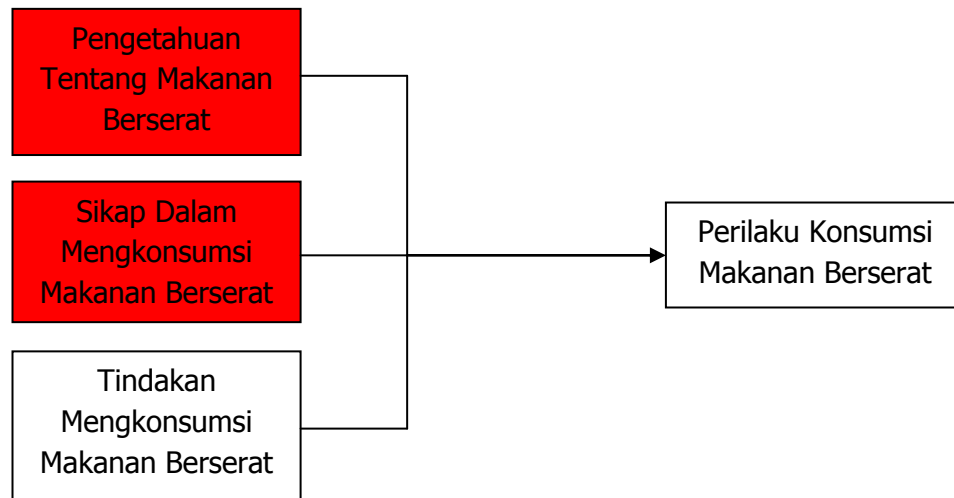 Pengetahuan
Tentang Makanan
Berserat
Sikap Dalam
Mengkonsumsi
Makanan Berserat
Tindakan
Mengkonsumsi
Makanan Berserat
Perilaku Konsumsi
Makanan Berserat